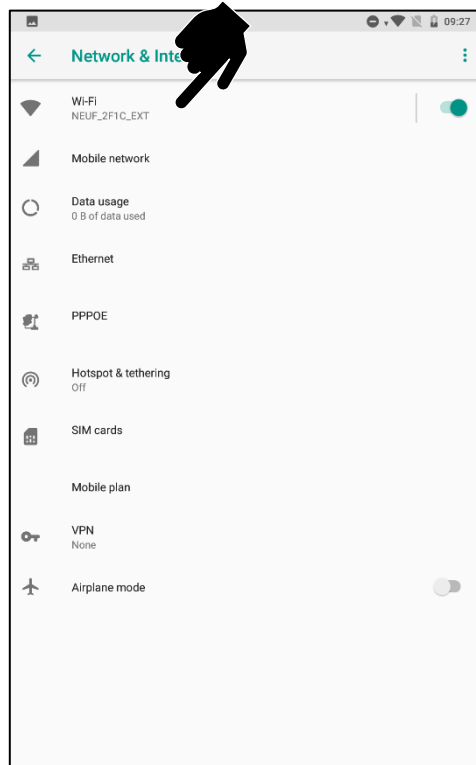 09:27
Network & Inte
Wi-Fi
NEUF_2F1C_EXT
Mobile network
Data usage
0 B of data used
Ethernet
PPPOE
Hotspot & tethering
Off
SIM cards
Mobile plan
VPN
None
Airplane mode